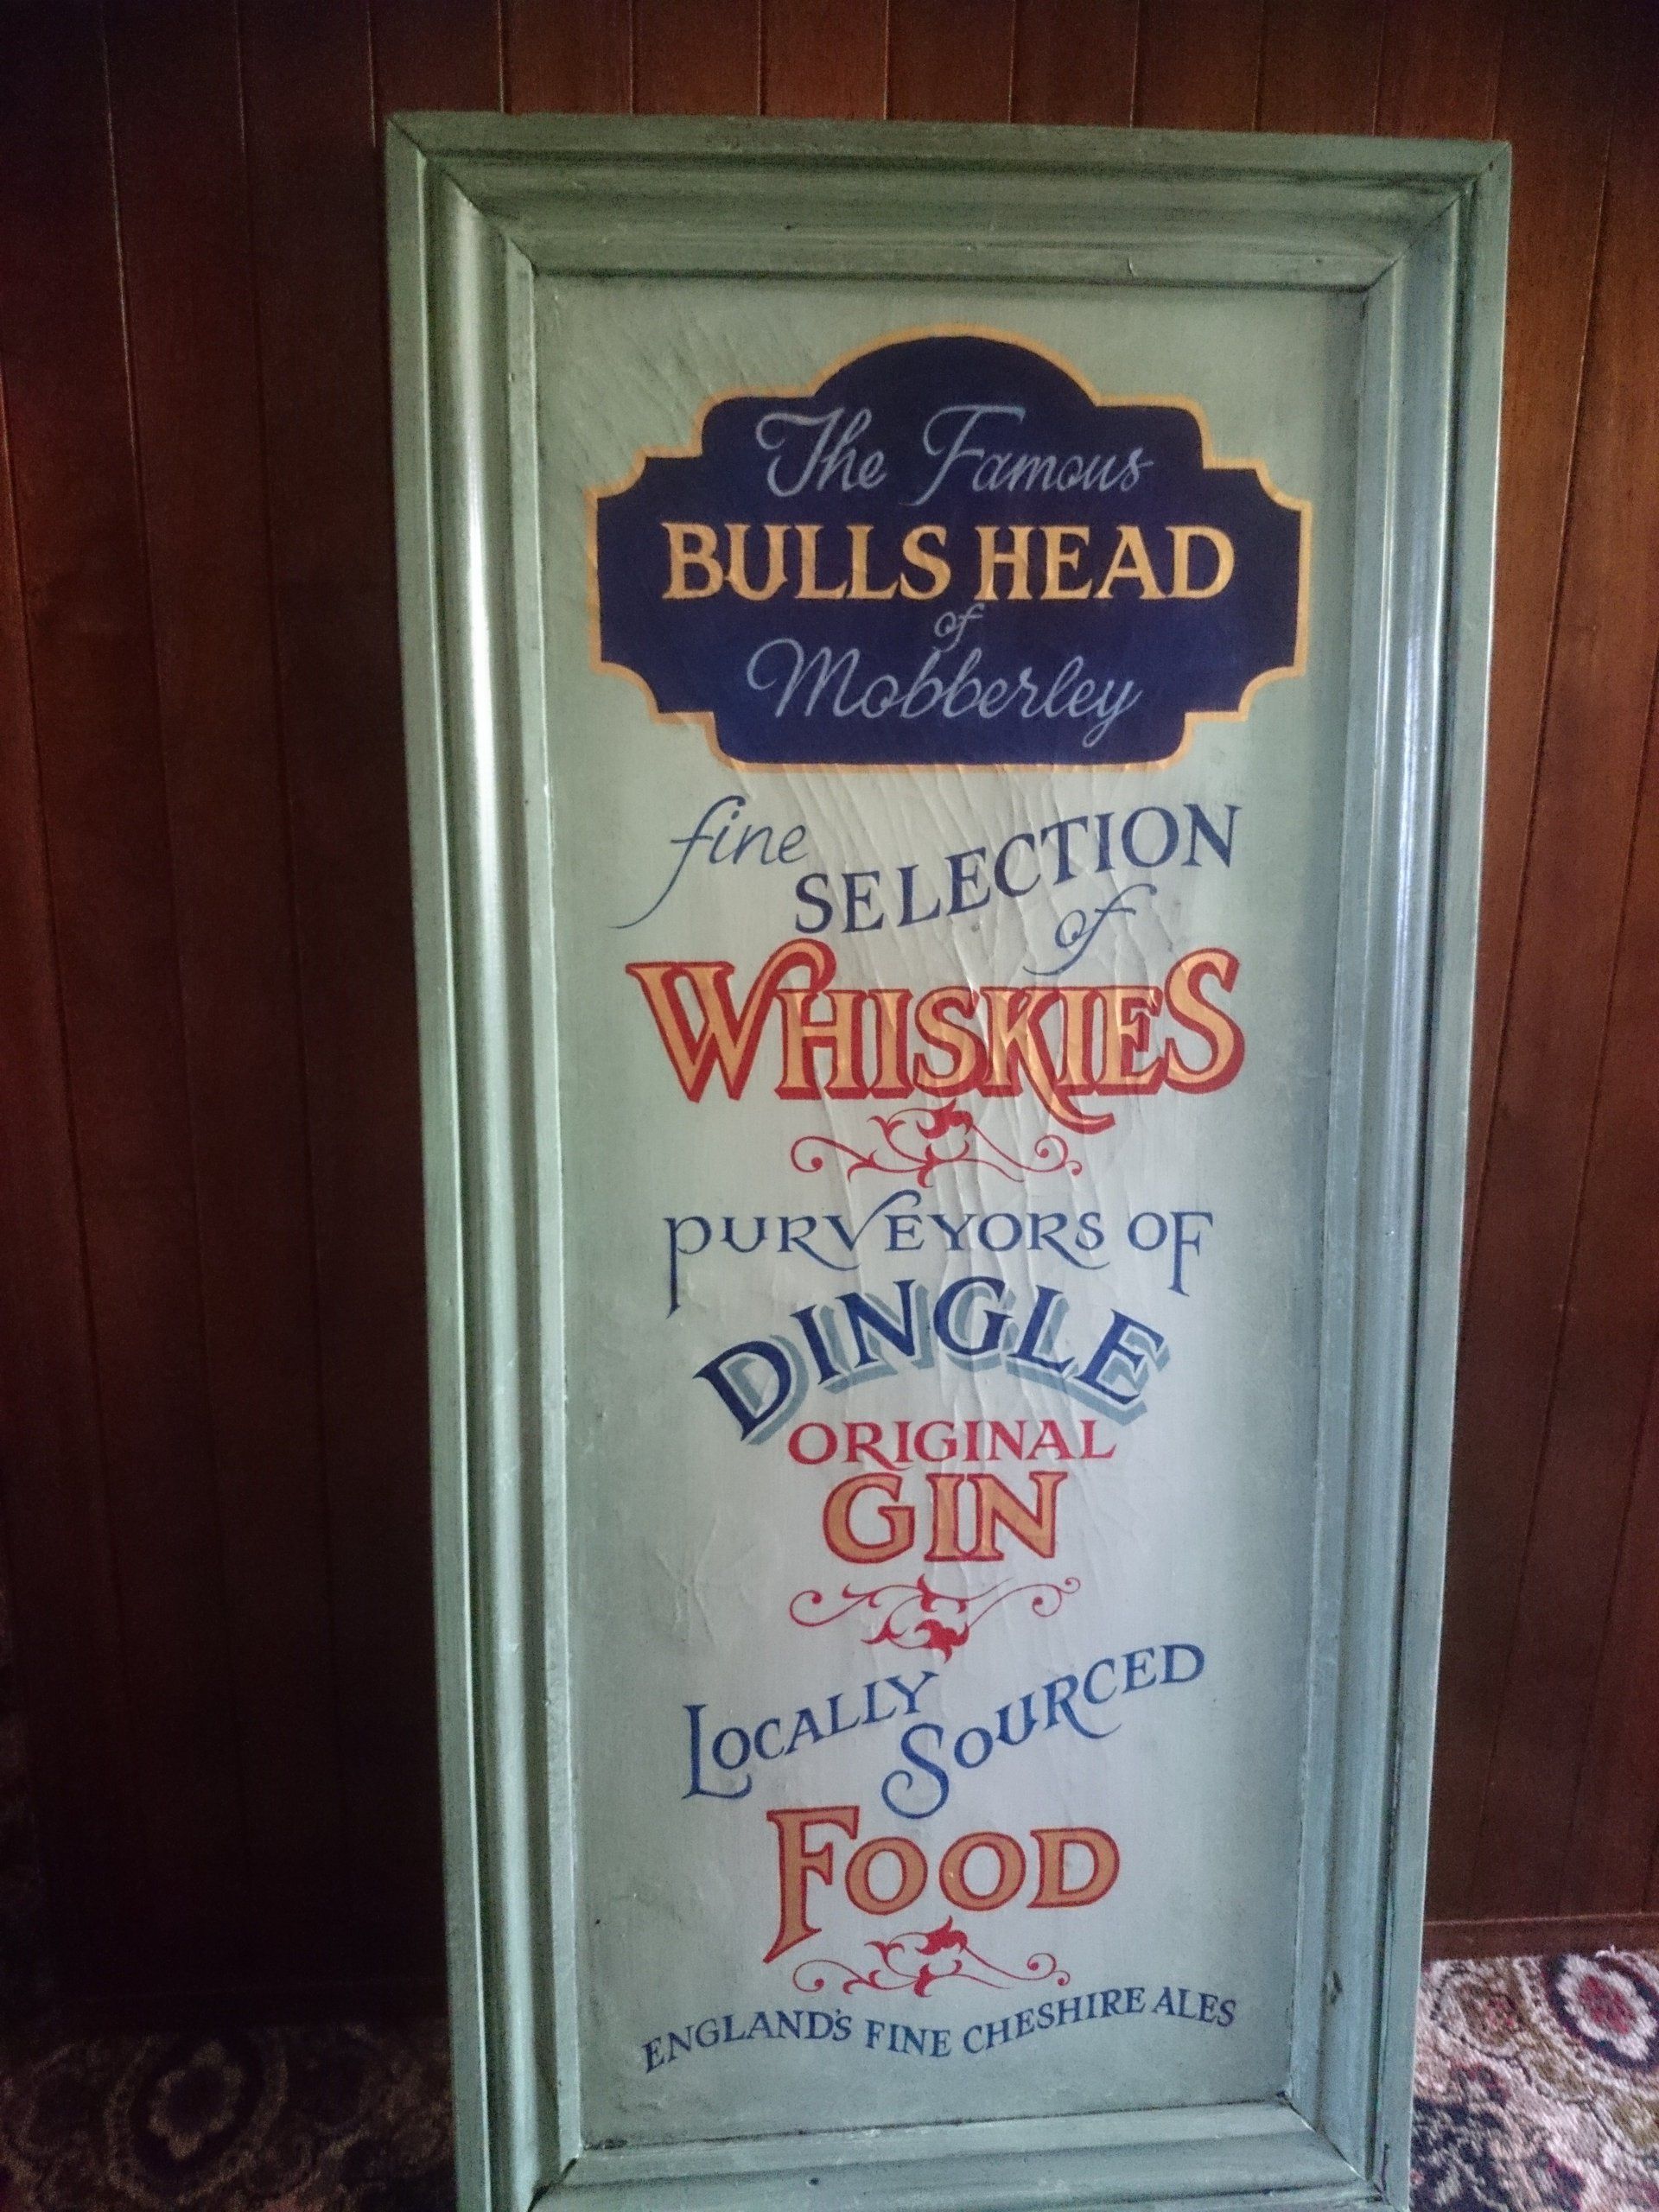 The Famous
BULLS HEAD
of
Mobberley
fine
SELECTION
of
WHISKIES
PURVEYORS OF
DINGLE
ORIGINAL
GIN
LOCALLY
SOURCED
FOOD
ENGLAND'S FINE CHESHIRE ALES